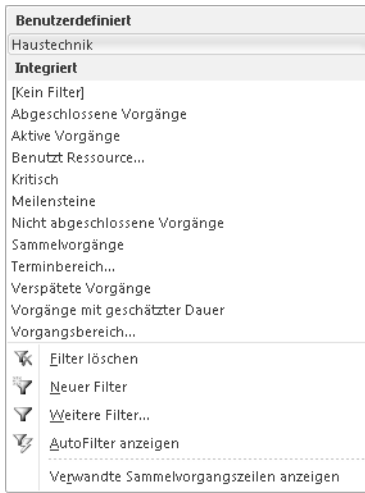 Benutzerdefiniert
Haustechnik
Integriert
[Kein Filter]
Abgeschlossene Vorgänge
Aktive Vorgänge
Benutzt Ressource...
Kritisch
Meilensteine
Nicht abgeschlossene Vorgänge
Sammelvorgänge
Terminbereich...
Verspätete Vorgänge
Vorgänge mit geschätzter Dauer
Vorgangsbereich...
Filter löschen
Neuer Filter
Weitere Filter...
AutoFilter anzeigen
Verwandte Sammelvorgangszeilen anzeigen